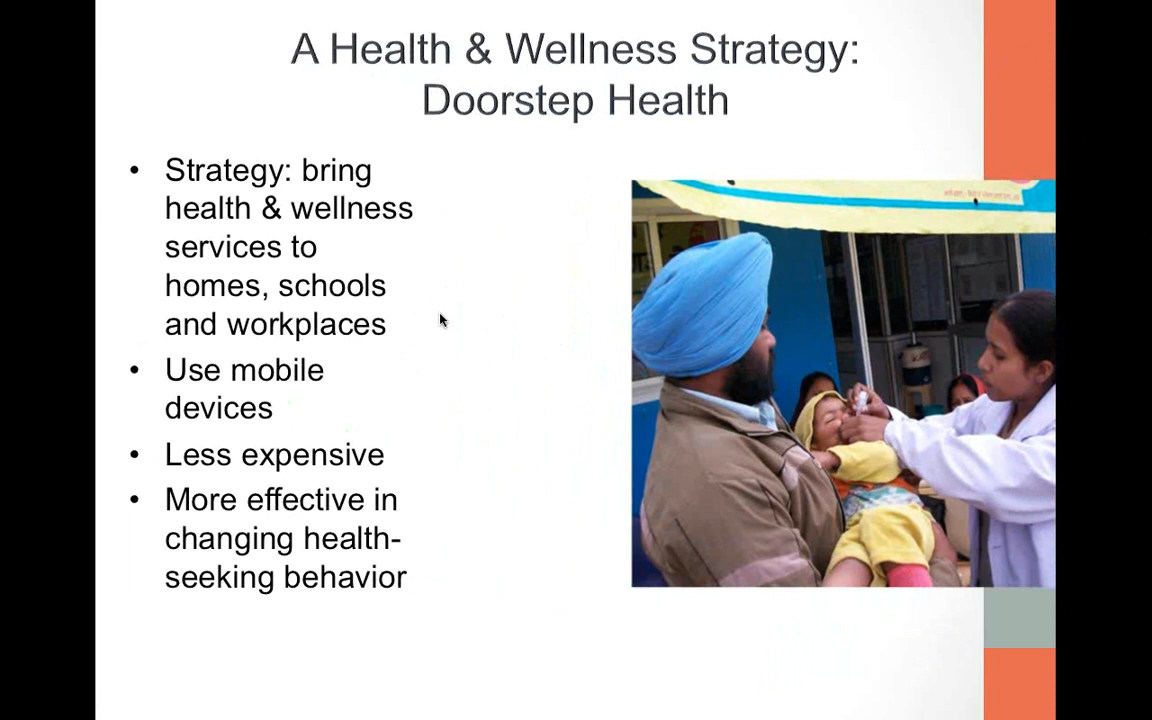 A Health & Wellness Strategy:
Doorstep Health
• Strategy: bring
health & wellness
services to
homes, schools
and workplaces
• Use mobile
devices
• Less expensive
• More effective in
changing health-
seeking behavior